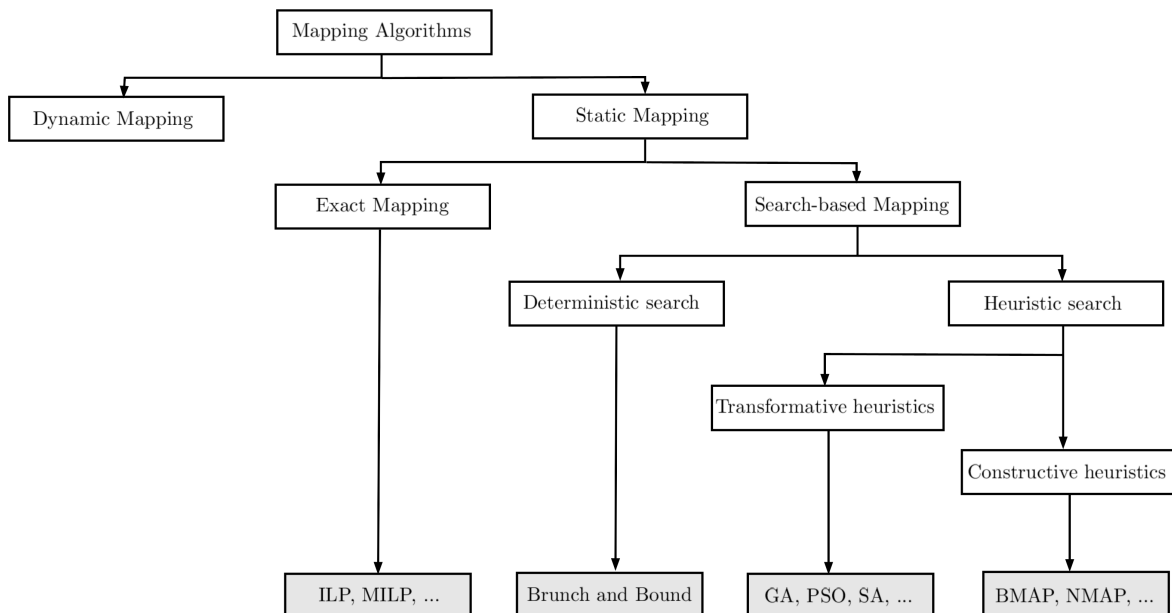 Mapping Algorithms
Dynamic Mapping
Static Mapping
Exact Mapping
Search-based Mapping
Deterministic search
Heuristic search
Transformative heuristics
Constructive heuristics
ILP, MILP, ...
Brunch and Bound
GA, PSO, SA, ...
BMAP, NMAP, ...